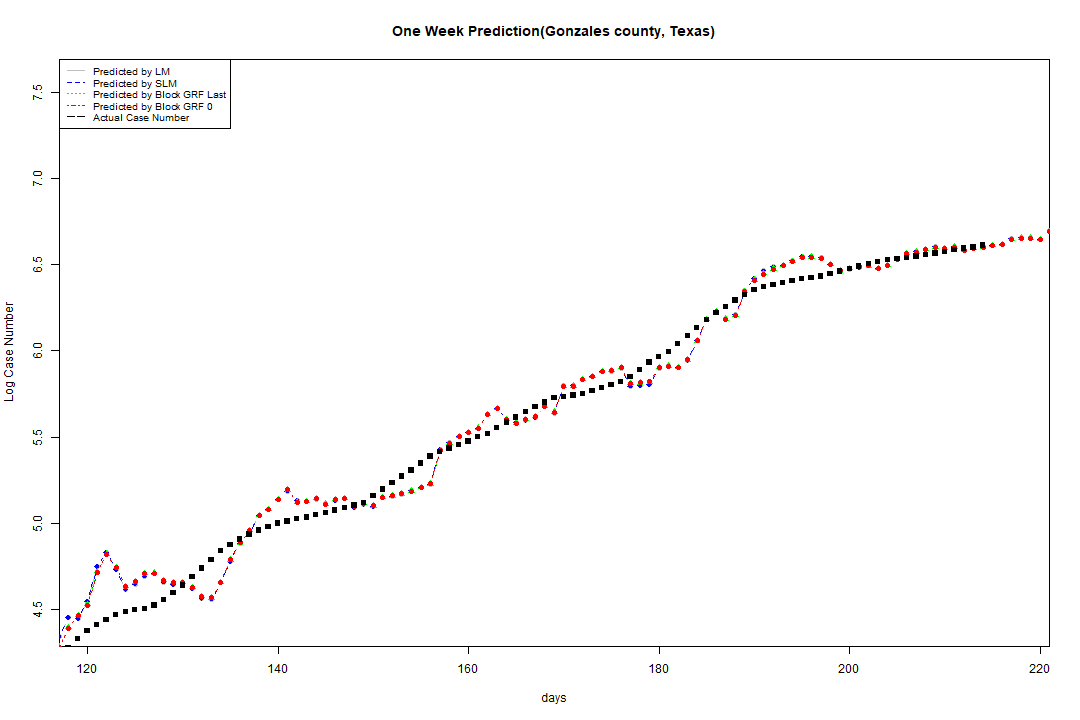 One Week Prediction(Gonzales county, Texas)
Predicted by LM
Predicted by SLM
Predicted by Block GRF Last
Predicted by Block GRF 0
Actual Case Number
7.5
7.0
6.5
6.0
5.5
5.0
4.5
Log Case Number
120 140 160 180 200 220
days